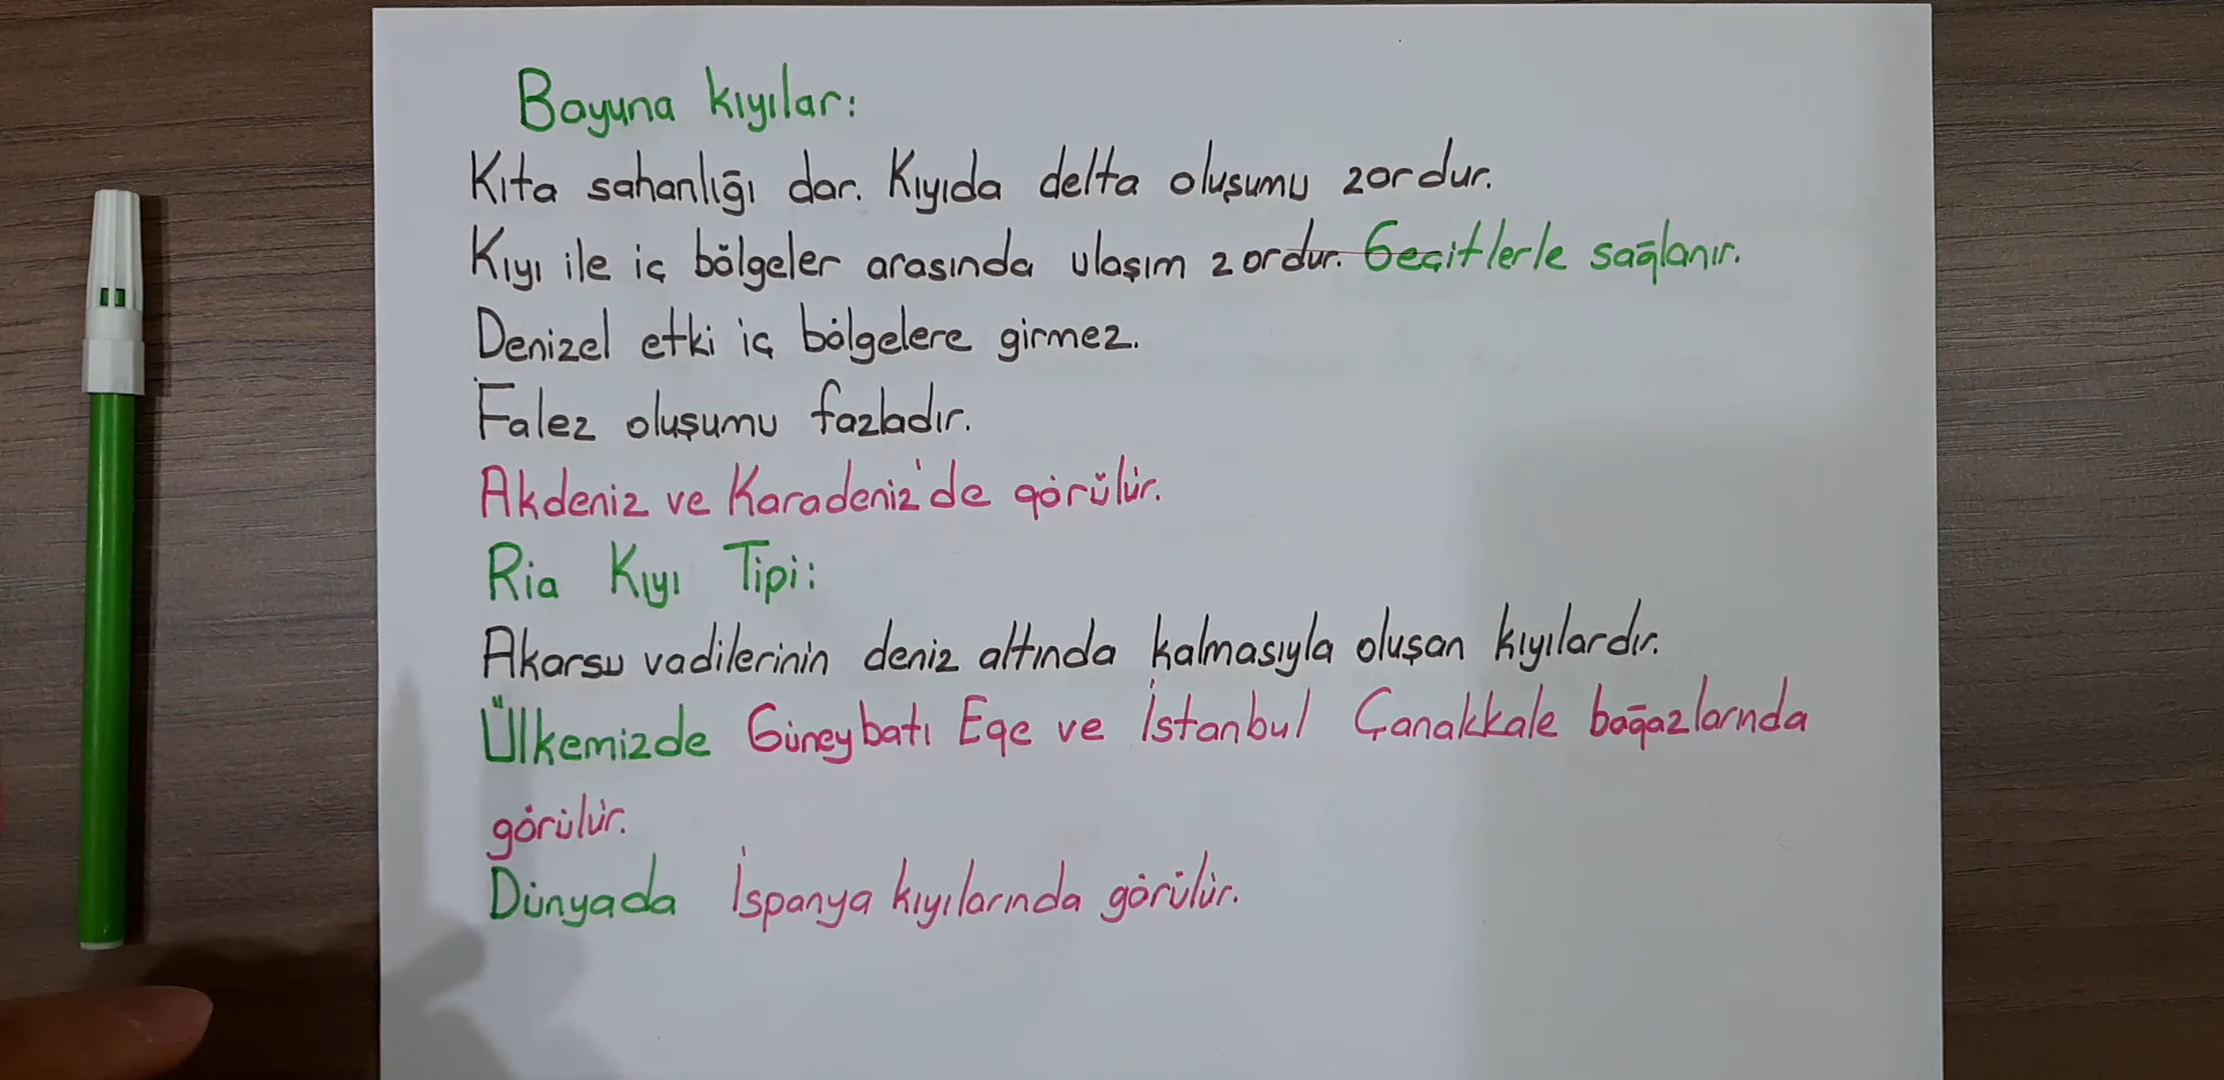 Boyuna kıyılar:
Kıta sahanlığı dar. Kıyıda delta oluşumu zordur.
Kıyı ile iç bölgeler arasında ulaşım zordur. Geçitlerle sağlanır.
Denizel etki iç bölgelere girmez.
Falez oluşumu fazladır.
Akdeniz ve Karadeniz'de görülür.
Ria Kıyı Tipi:
Akarsu vadilerinin deniz altında kalmasıyla oluşan kıyılardır.
Ülkemizde Güneybatı Ege ve İstanbul Çanakkale boğazlarında
görülür.
Dünyada İspanya kıyılarında görülür.